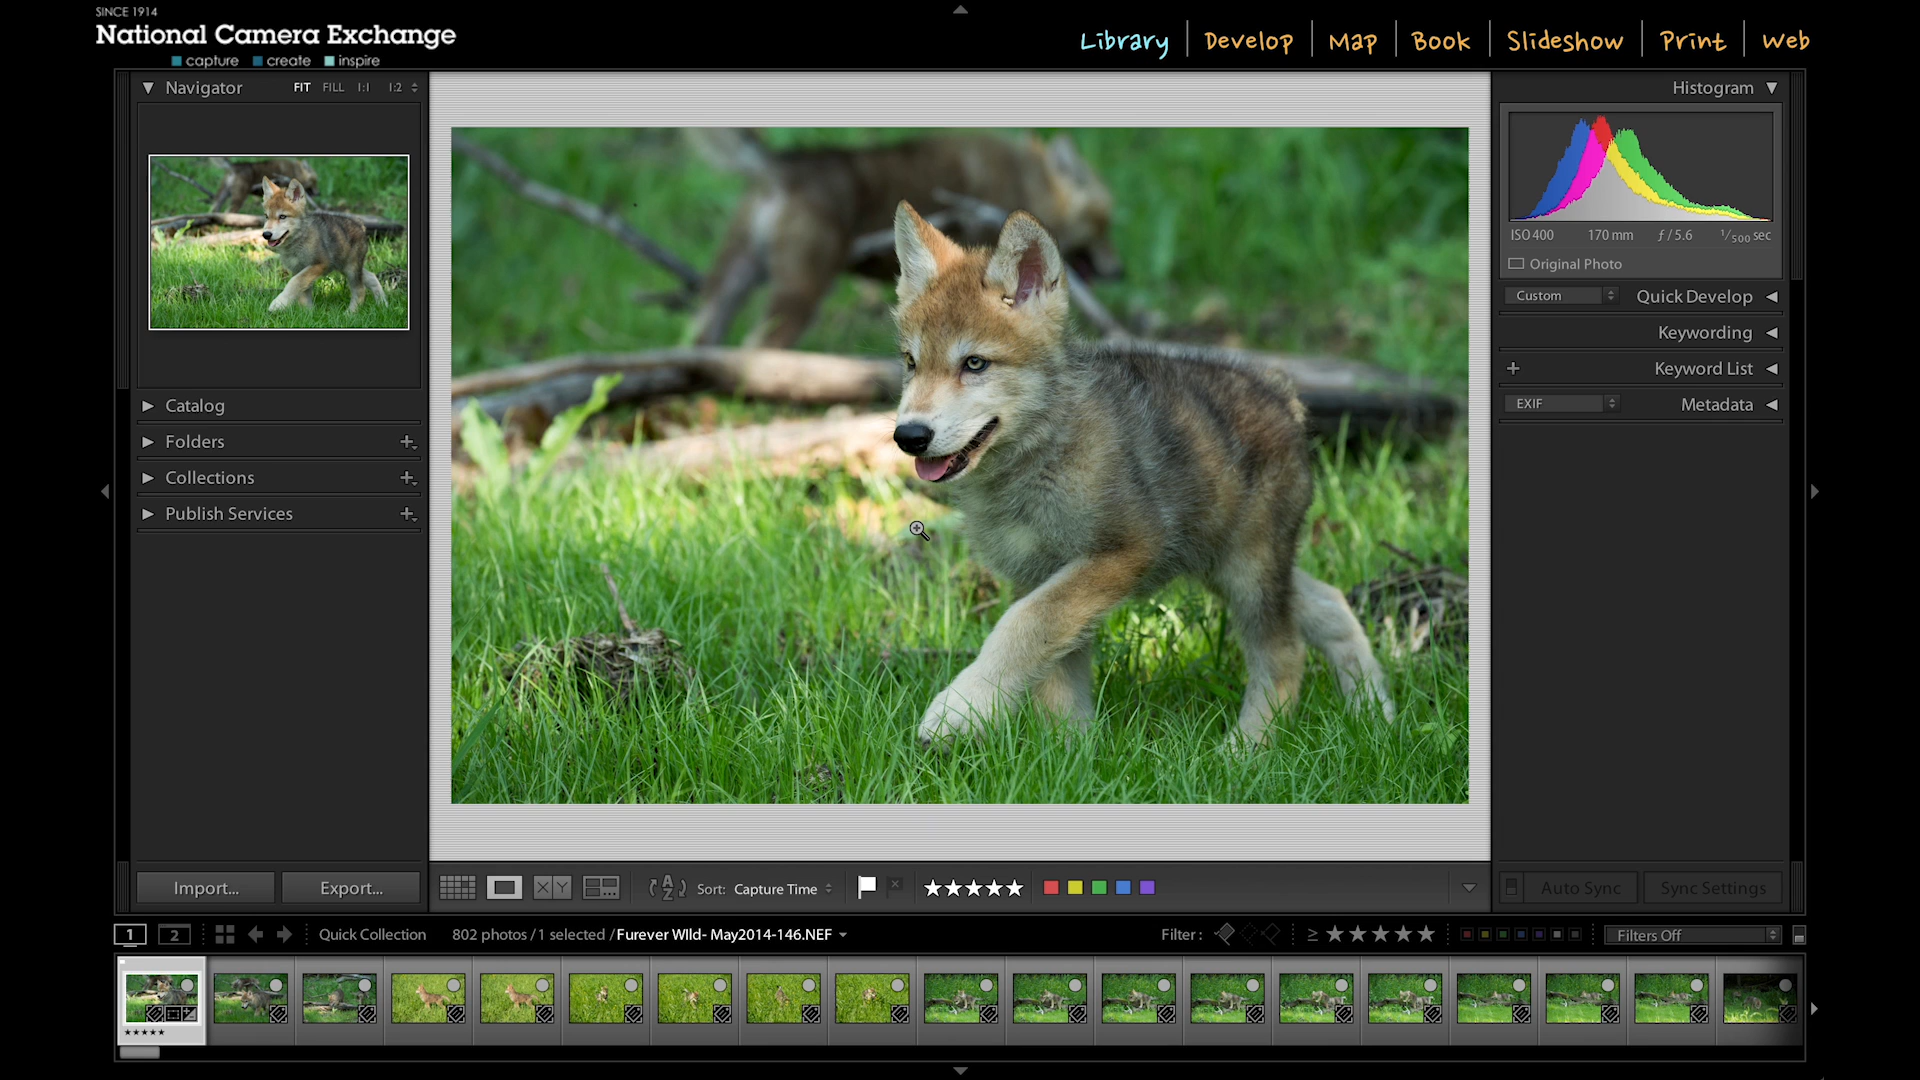 SINCE 1914
National Camera Exchange
capture create inspire
Library Develop Map Book Slideshow Print Web
Navigator FIT FILL 1:1 1:2
Histogram
ISO 400 170 mm ƒ / 5.6 1/500 sec
Original Photo
Custom Quick Develop
Keywording
Keyword List
EXIF Metadata
Catalog
Folders
Collections
Publish Services
Import... Export...
XY
AZ Sort: Capture Time
Auto Sync Sync Settings
1 2 Quick Collection 802 photos / 1 selected / Furever WIld- May2014-146.NEF
Filter : ≥ Filters Off